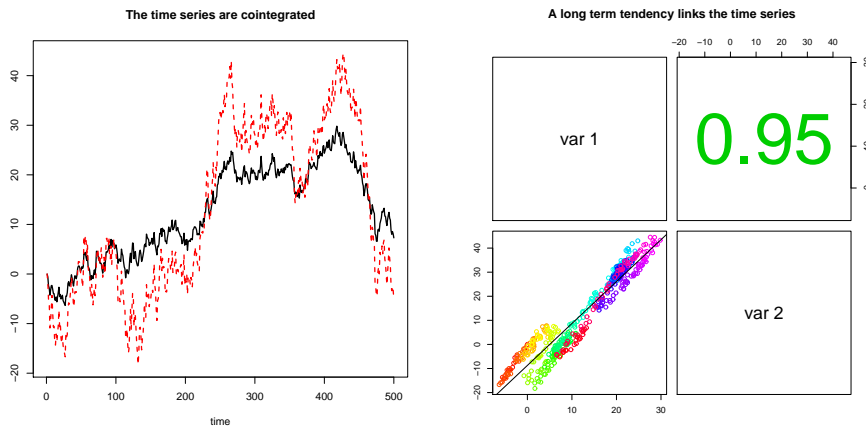 The time series are cointegrated
40
30
20
10
0
−10
−20
0 100 200 300 400 500
time
A long term tendency links the time series
−20 0 10 20 30 40
var 1
0.95
40
30
20
10
0
−10
−20
0 10 20 30
var 2